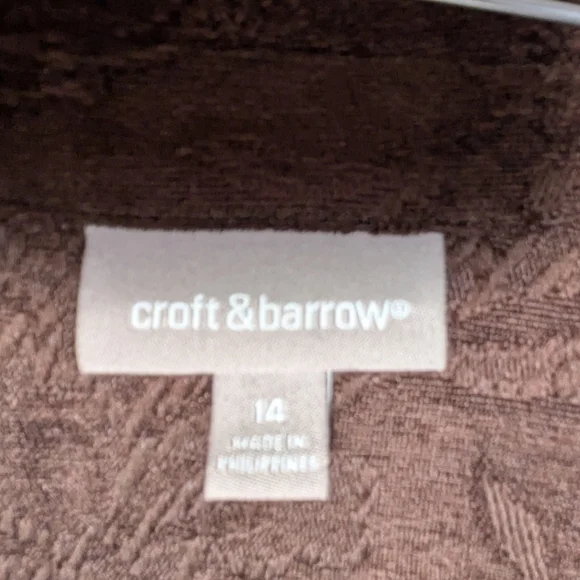 croft & barrow®
14
MADE IN
PHILIPPINES